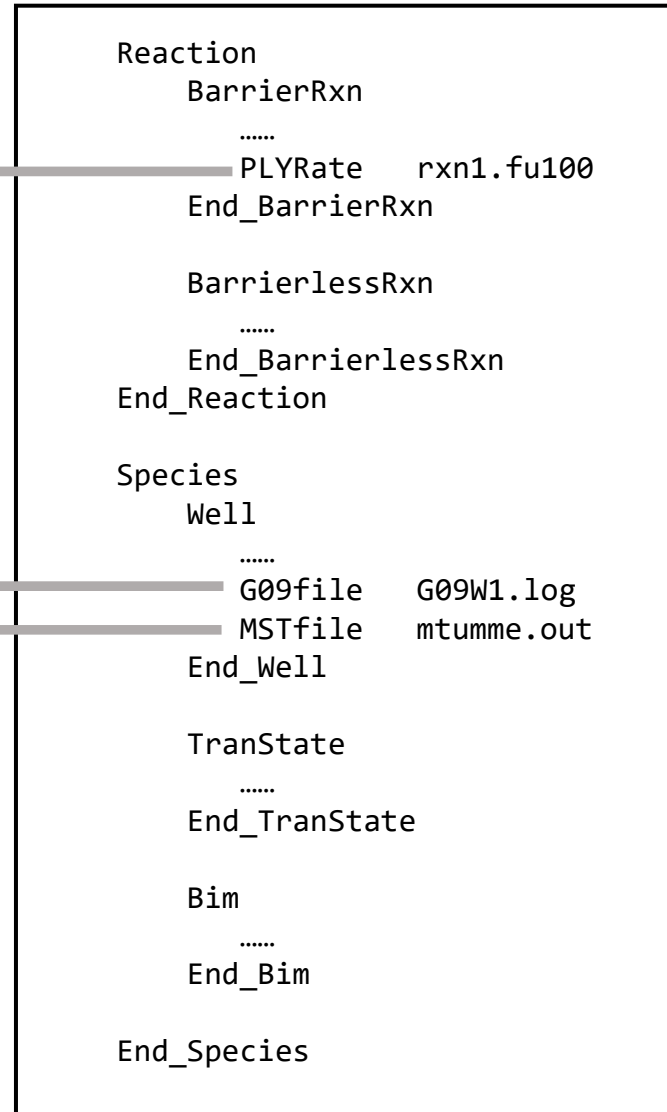 Reaction
BarrierRxn
……
PLYRate rxn1.fu100
End_BarrierRxn
BarrierlessRxn
……
End_BarrierlessRxn
End_Reaction
Species
Well
……
G09file G09W1.log
MSTfile mtumme.out
End_Well
TranState
……
End_TranState
Bim
……
End_Bim
End_Species